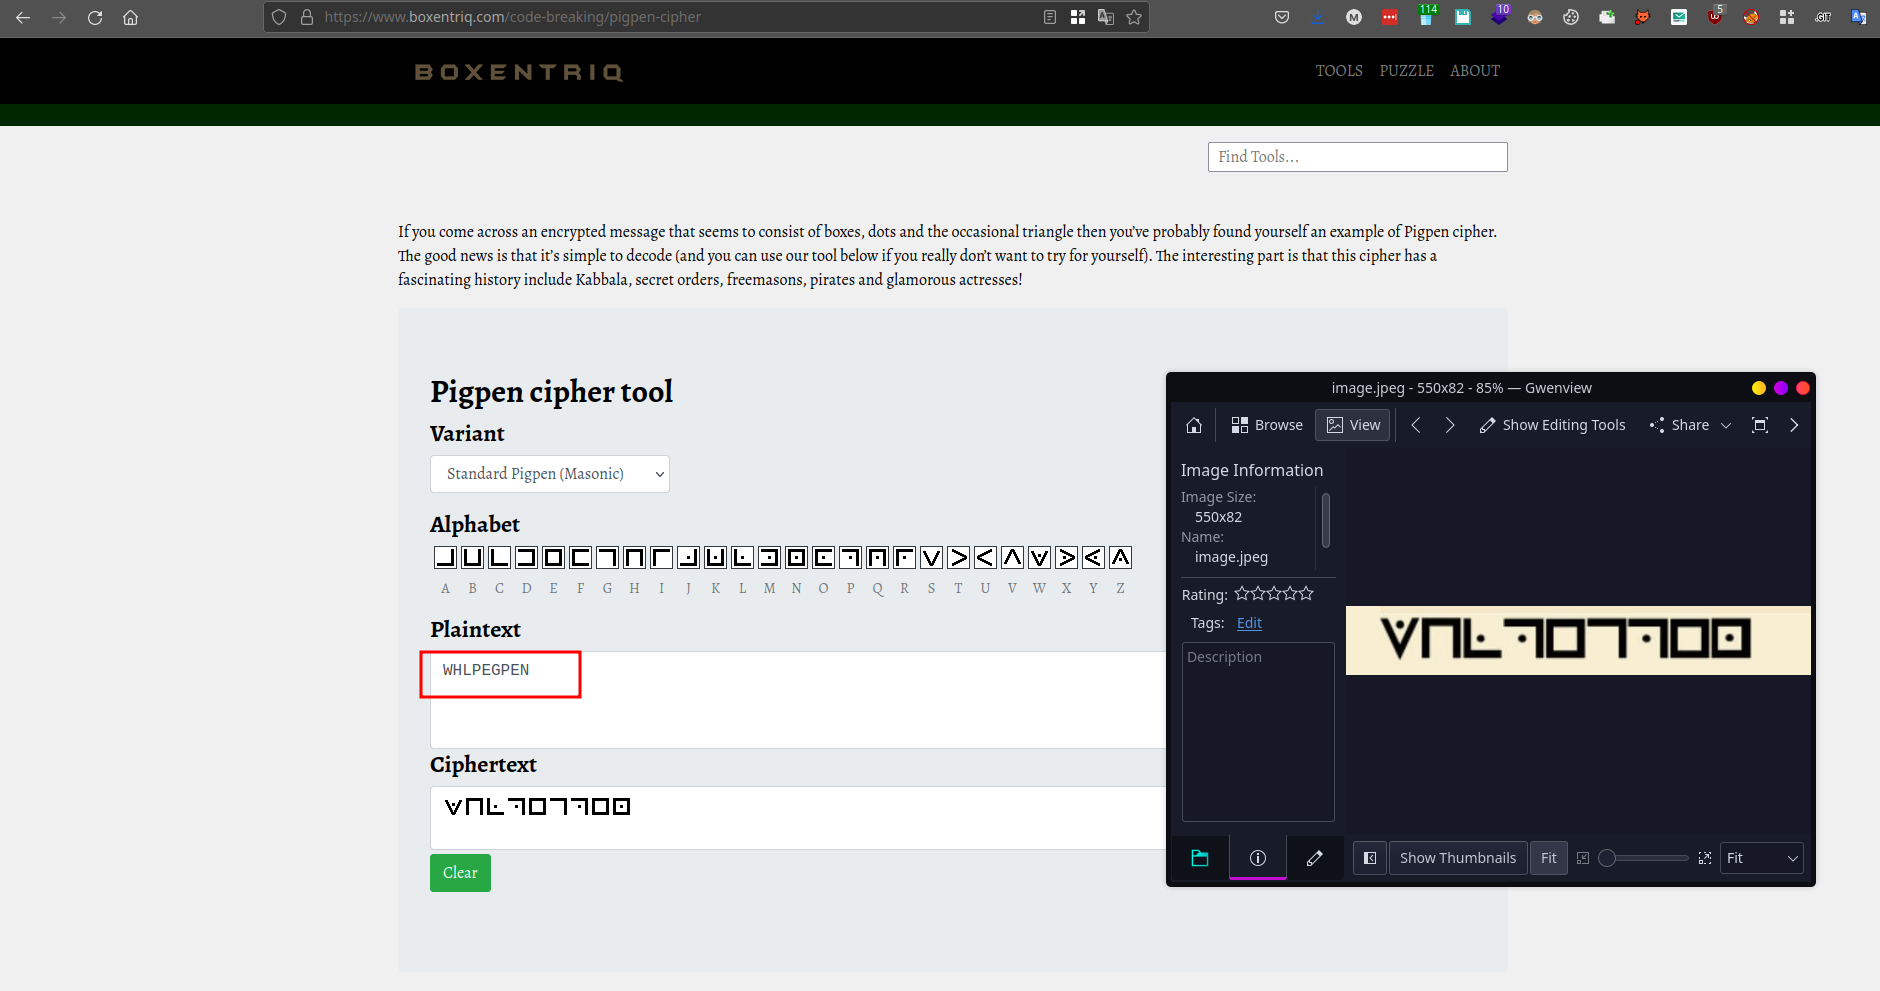 https://www.boxentriq.com/code-breaking/pigpen-cipher
114
10
5
.GIT
BOXENTRIQ
TOOLS PUZZLE ABOUT
Find Tools...
If you come across an encrypted message that seems to consist of boxes, dots and the occasional triangle then you've probably found yourself an example of Pigpen cipher.
The good news is that it's simple to decode (and you can use our tool below if you really don't want to try for yourself). The interesting part is that this cipher has a
fascinating history include Kabbala, secret orders, freemasons, pirates and glamorous actresses!
Pigpen cipher tool
Variant
Standard Pigpen (Masonic)
Alphabet
A B C D E F G H I J K L M N O P Q R S T U V W X Y Z
Plaintext
WHLPEGPEN
Ciphertext
Clear
image.jpeg - 550x82 - 85% — Gwenview
Browse View Show Editing Tools Share
Image Information
Image Size:
550x82
Name:
image.jpeg
Rating:
Tags: Edit
Description
Show Thumbnails Fit Fit